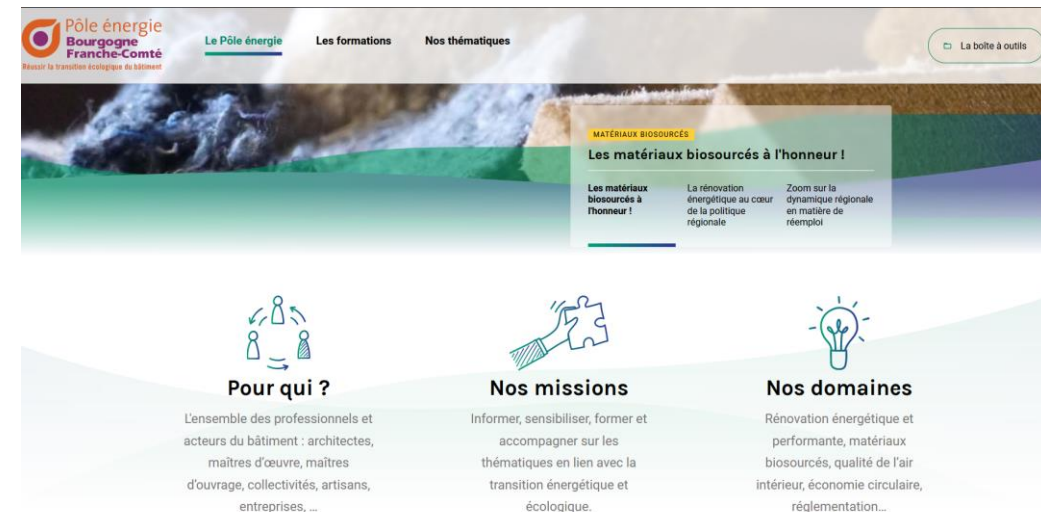 Pôle énergie
Bourgogne
Franche-Comté
Réussir la transition écologique du bâtiment
Le Pôle énergie
Les formations
Nos thématiques
La boîte à outils
MATÉRIAUX BIOSOURCÉS
Les matériaux biosourcés à l'honneur !
Les matériaux
biosourcés à
l'honneur !
La rénovation
énergétique au cœur
de la politique
régionale
Zoom sur la
dynamique régionale
en matière de
réemploi
Pour qui ?
L'ensemble des professionnels et
acteurs du bâtiment : architectes,
maîtres d'œuvre, maîtres
d'ouvrage, collectivités, artisans,
entreprises, …
Nos missions
Informer, sensibiliser, former et
accompagner sur les
thématiques en lien avec la
transition énergétique et
écologique.
Nos domaines
Rénovation énergétique et
performante, matériaux
biosourcés, qualité de l'air
intérieur, économie circulaire,
réglementation…